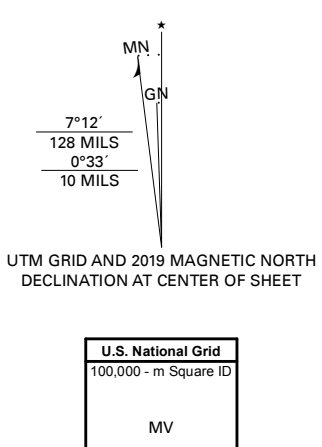 ★
MN
GN
7°12´
128 MILS
0°33´
10 MILS
UTM GRID AND 2019 MAGNETIC NORTH
DECLINATION AT CENTER OF SHEET
U.S. National Grid
100,000 - m Square ID
MV